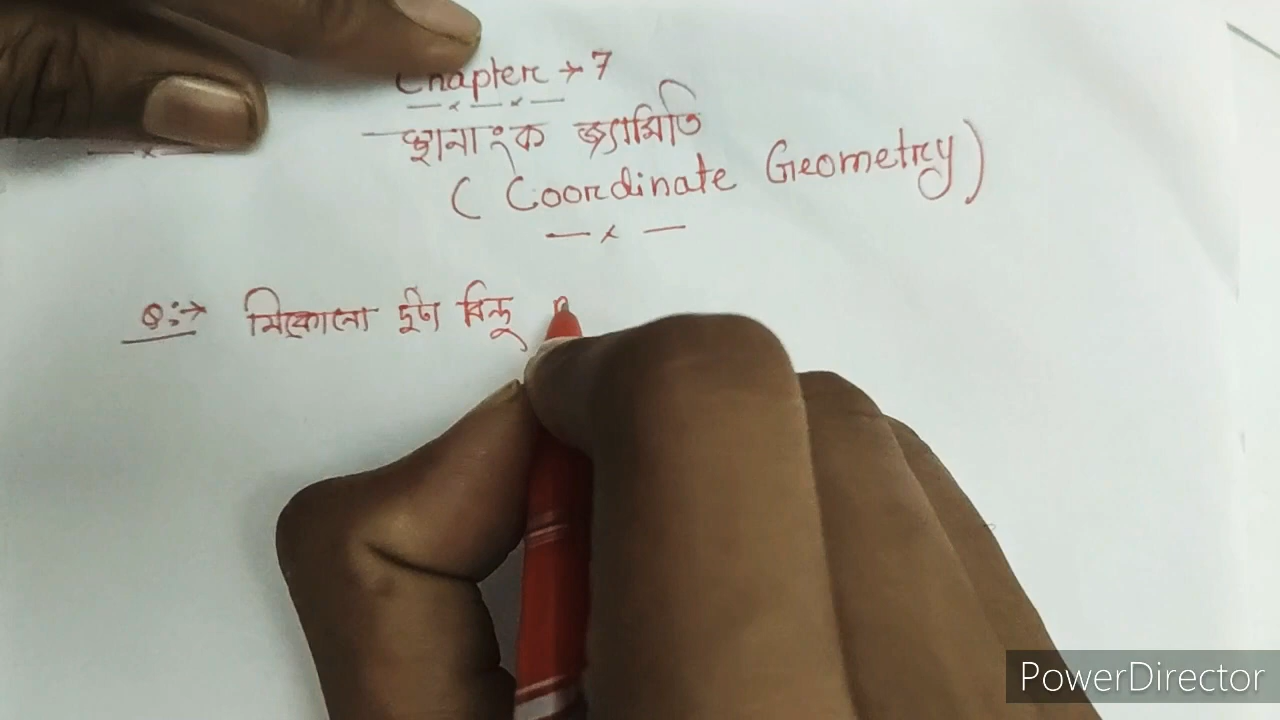 Chapter → 7
স্থানাংক জ্যামিতি
( Coordinate Geometry )
Q:→ যিকোনো দুটা বিন্দু
PowerDirector